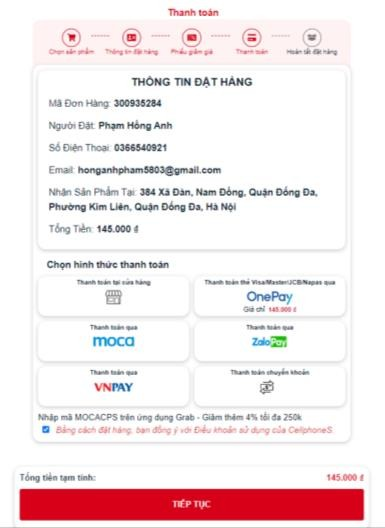 Thanh toán
Chọn sản phẩm
Thông tin đặt hàng
Phiếu giảm giá
Thanh toán
Hoàn tất đặt hàng
THÔNG TIN ĐẶT HÀNG
Mã Đơn Hàng: 300935284
Người Đặt: Phạm Hồng Anh
Số Điện Thoại: 0366540921
Email: honganhpham5803@gmail.com
Nhận Sản Phẩm Tại: 384 Xã Đàn, Nam Đồng, Quận Đống Đa,
Phường Kim Liên, Quận Đống Đa, Hà Nội
Tổng Tiền: 145.000 ₫
Chọn hình thức thanh toán
Thanh toán tại cửa hàng
Thanh toán thẻ Visa/Master/JCB/Napas qua
OnePay
Giá chỉ 145.000 ₫
Thanh toán qua
moca
Thanh toán qua
ZaloPay
Thanh toán qua
VNPAY
Thanh toán chuyển khoản
Nhập mã MOCACPS trên ứng dụng Grab - Giảm thêm 4% tối đa 250k
Bằng cách đặt hàng, bạn đồng ý với Điều khoản sử dụng của CellphoneS.
Tổng tiền tạm tính:
145.000 ₫
TIẾP TỤC